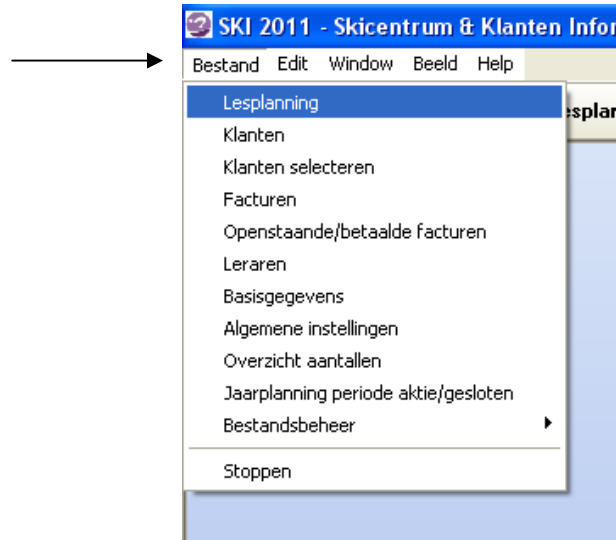 SKI 2011 - Skicentrum & Klanten Infor
Bestand Edit Window Beeld Help
esplan
Lesplanning
Klanten
Klanten selecteren
Facturen
Openstaande/betaalde facturen
Leraren
Basisgegevens
Algemene instellingen
Overzicht aantallen
Jaarplanning periode aktie/gesloten
Bestandsbeheer
Stoppen